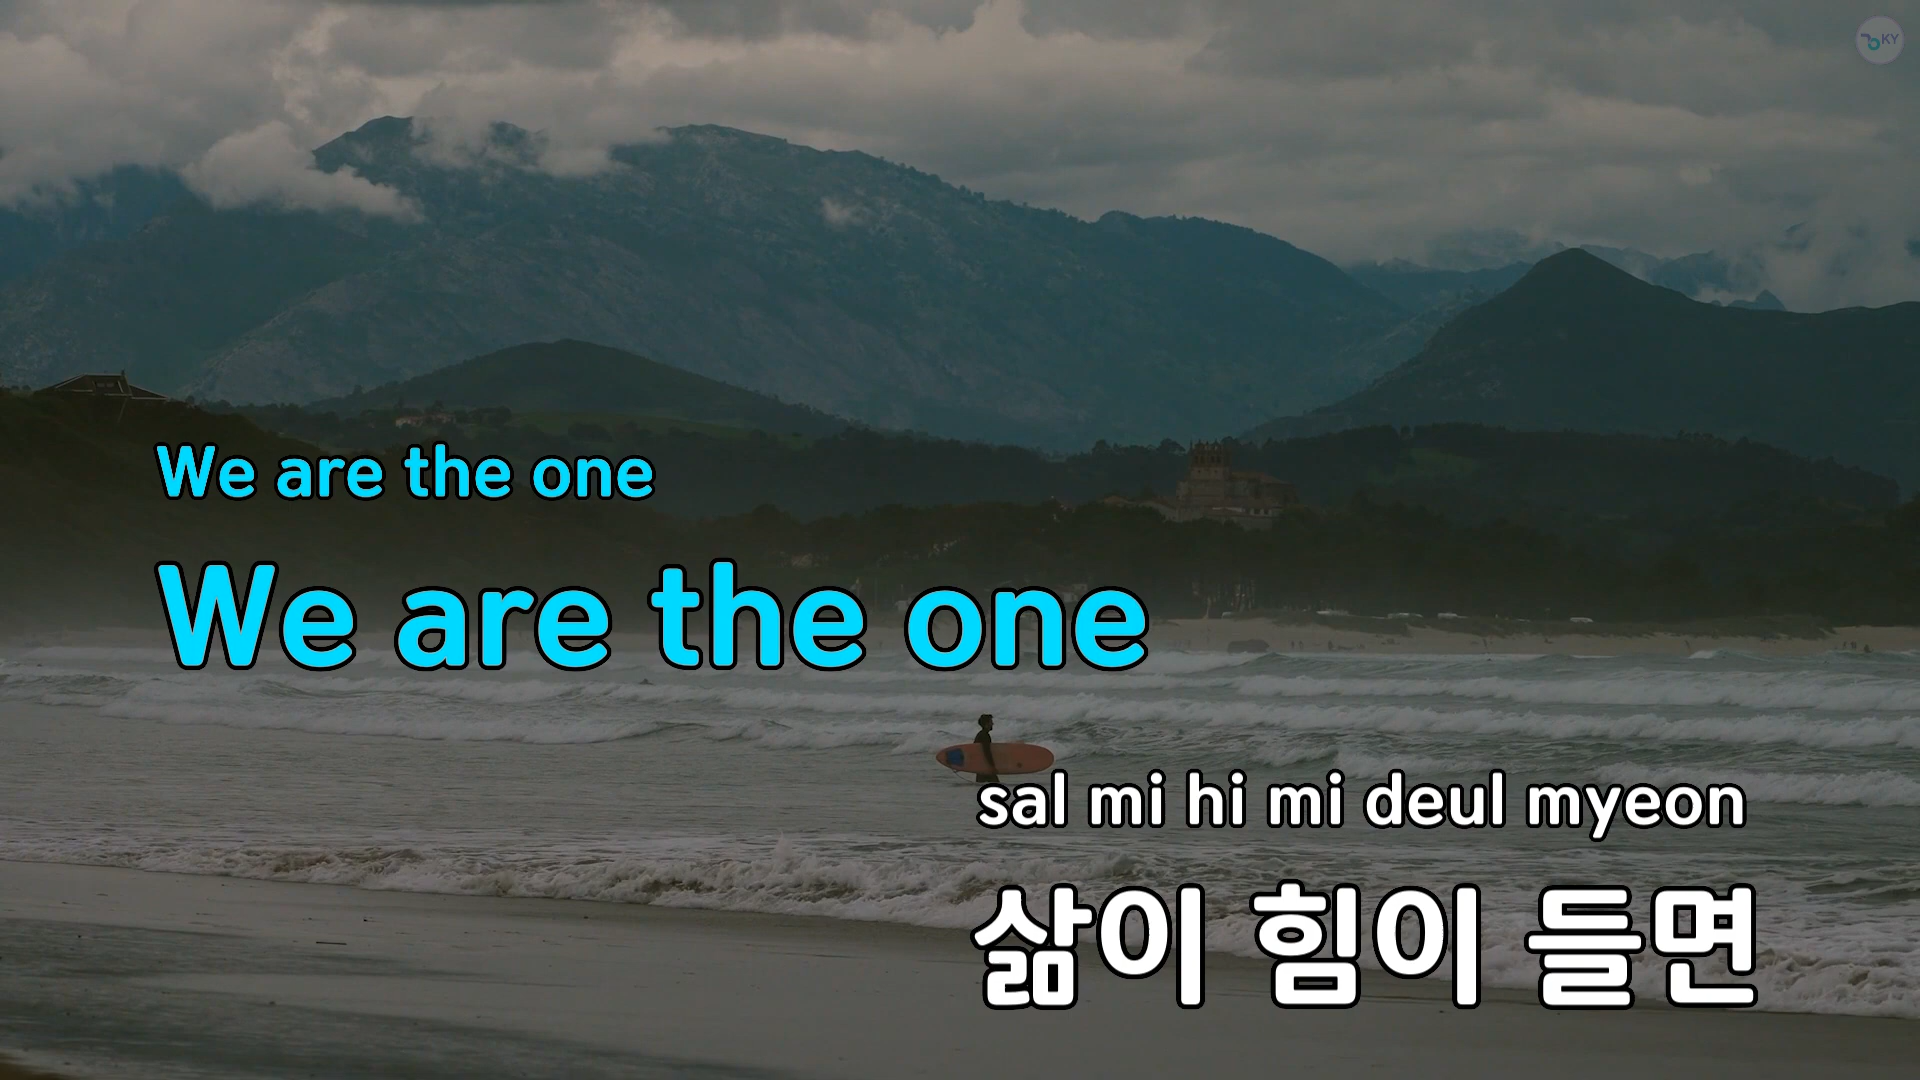 KY
We are the one
We are the one
sal mi hi mi deul myeon
삶이 힘이 들면